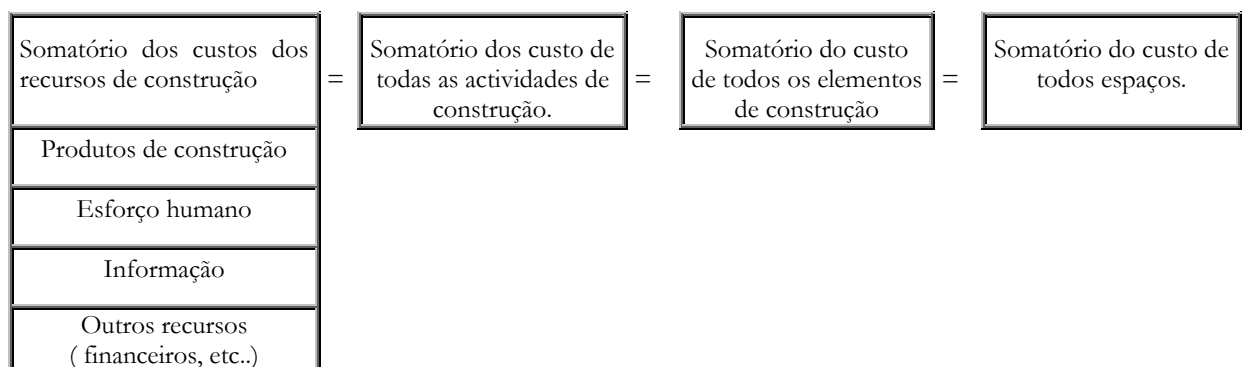 Somatório dos custos dos
recursos de construção
=
Somatório dos custo de
todas as actividades de
construção.
=
Somatório do custo
de todos os elementos
de construção
=
Somatório do custo de
todos espaços.
Produtos de construção
Esforço humano
Informação
Outros recursos
( financeiros, etc..)